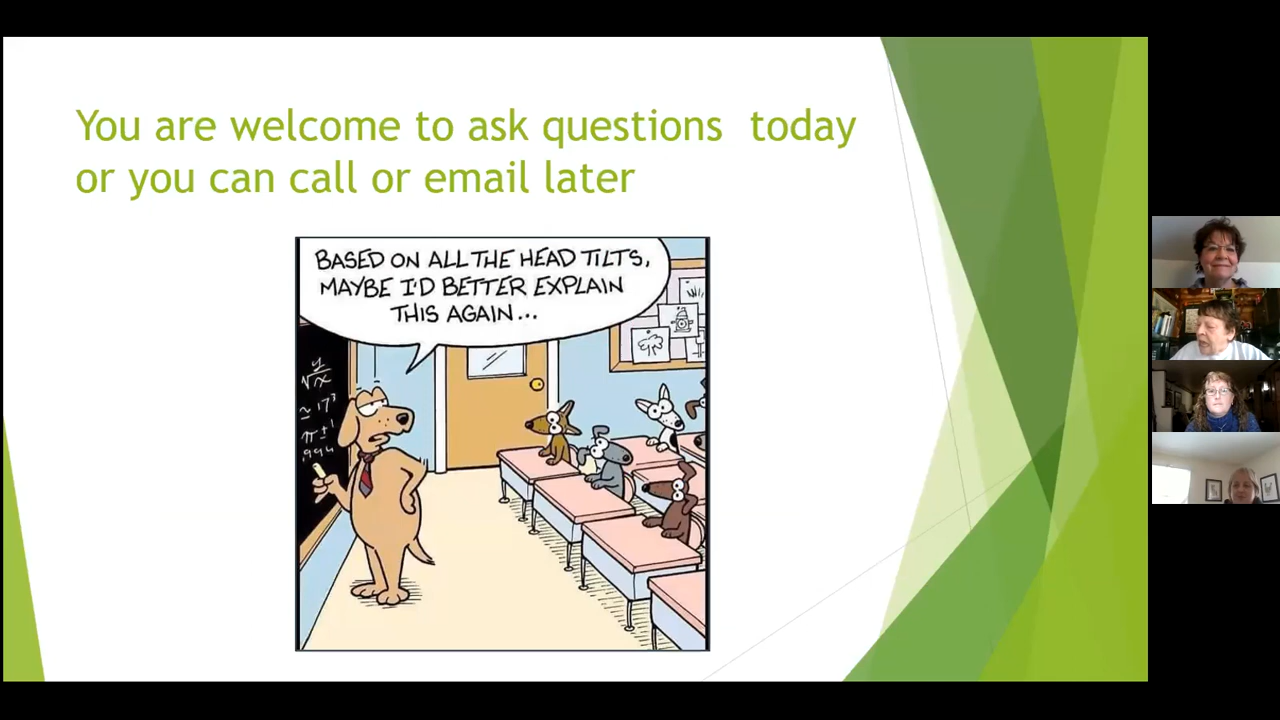 You are welcome to ask questions  today
or you can call or email later
BASED ON ALL THE HEAD TILTS,
MAYBE I'D BETTER EXPLAIN
THIS AGAIN...